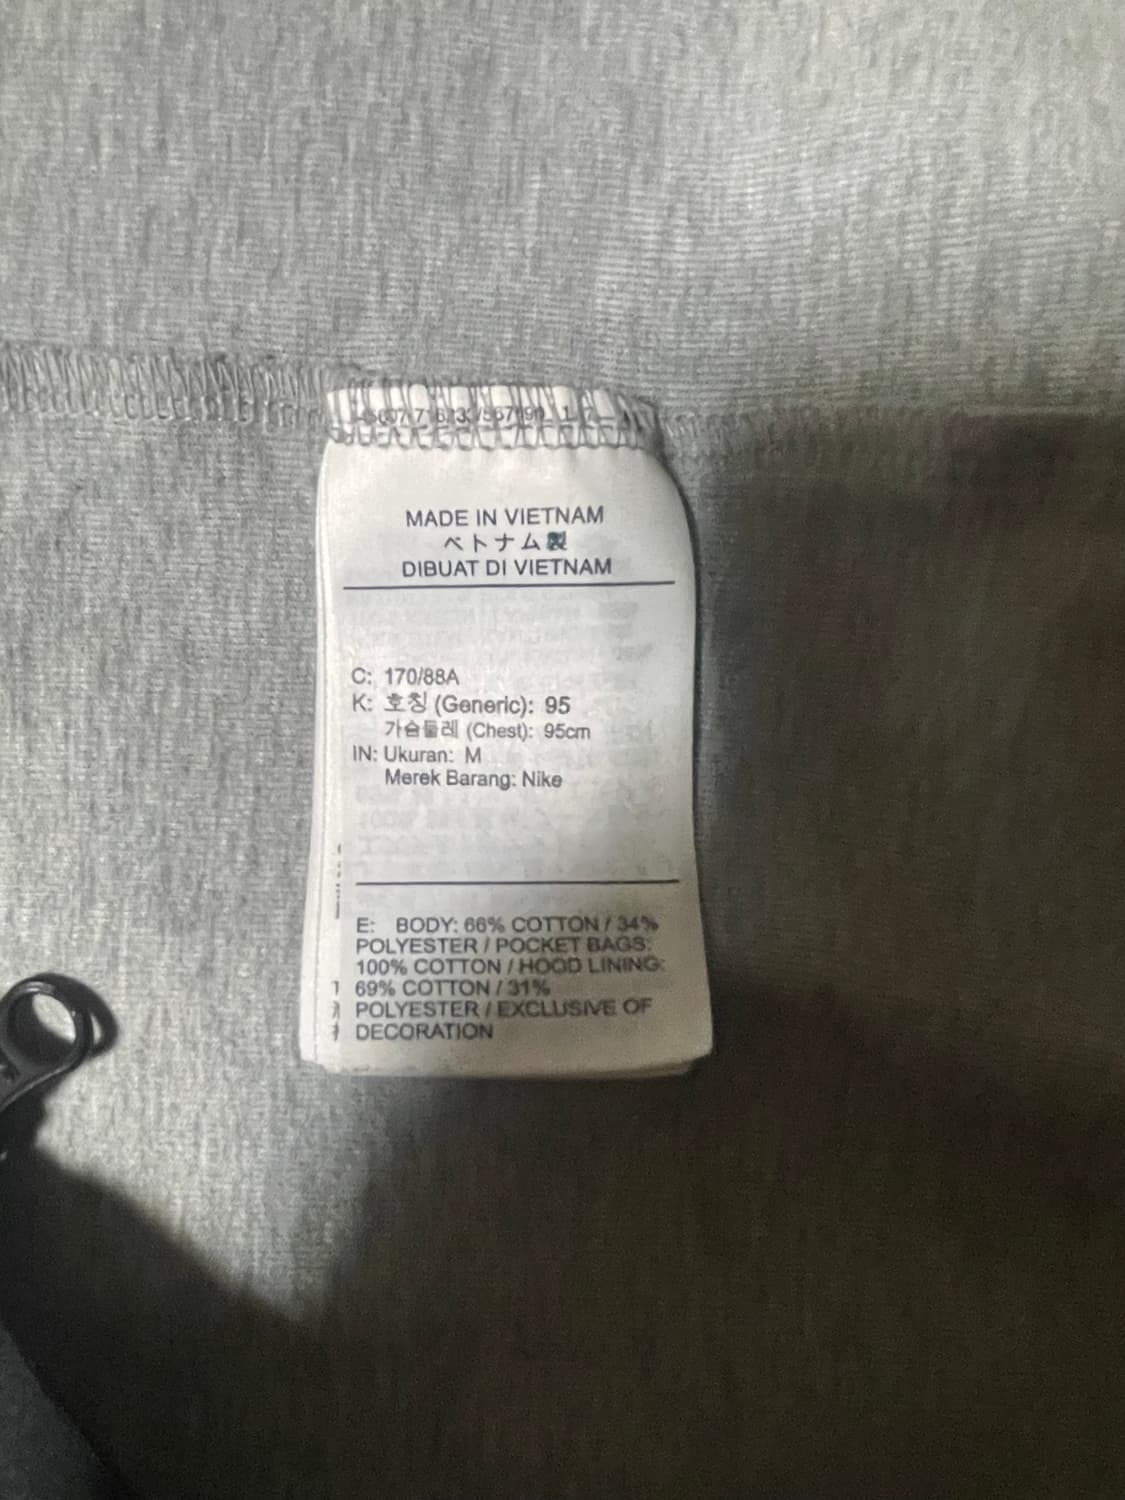 MADE IN VIETNAM
ベトナム製
DIBUAT DI VIETNAM
C: 170/88A
K: 호칭 (Generic): 95
가슴둘레 (Chest): 95cm
IN: Ukuran: M
Merek Barang: Nike
E: BODY: 66% COTTON / 34%
POLYESTER / POCKET BAGS:
100% COTTON / HOOD LINING:
69% COTTON / 31%
POLYESTER / EXCLUSIVE OF
DECORATION